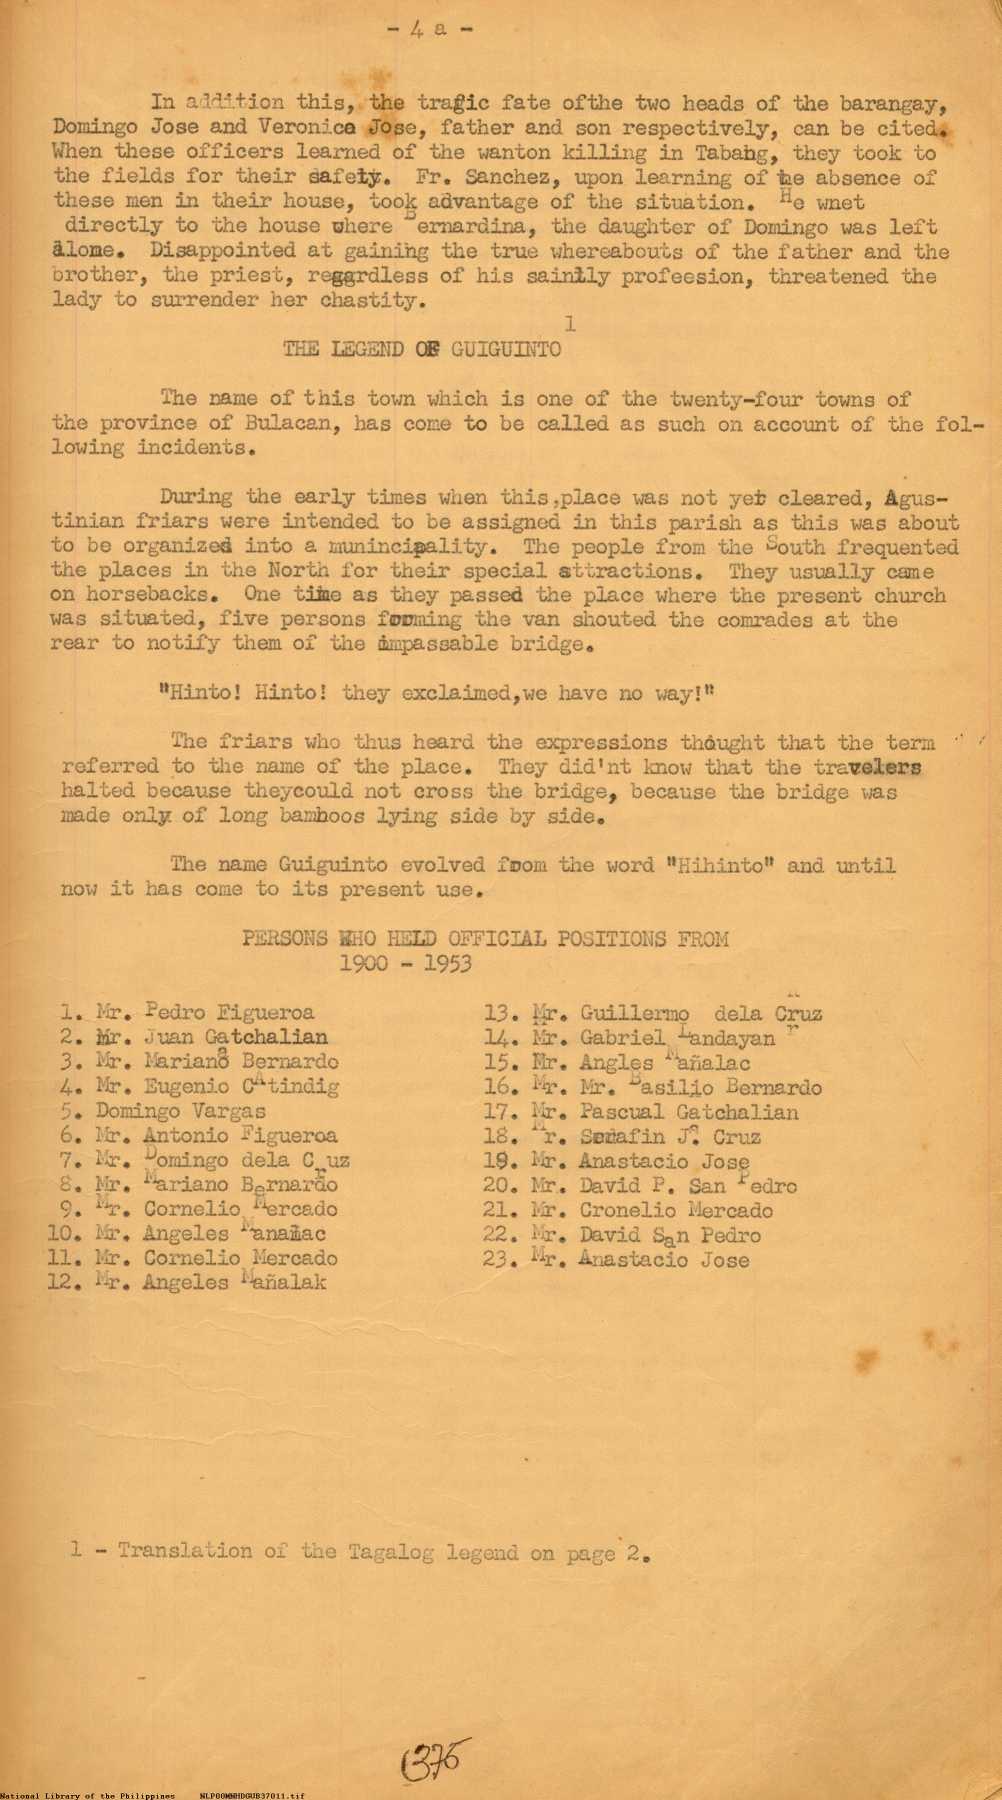 - 4 a -
In addition this, the tragic fate ofthe two heads of the barangay,
Domingo Jose and Veronica Jose, father and son respectively, can be cited.
When these officers learned of the wanton killing in Tabang, they took to
the fields for their safety. Fr. Sanchez, upon learning of he absence of
these men in their house, took advantage of the situation. He wnet
directly to the house where Bernardina, the daughter of Domingo was left
alone. Disappointed at gaining the true whereabouts of the father and the
brother, the priest, regardless of his saintly profeesion, threatened the
lady to surrender her chastity.
1
THE LEGEND OF GUIGUINTO
The name of this town which is one of the twenty-four towns of
the province of Bulacan, has come to be called as such on account of the fol-
lowing incidents.
During the early times when this,place was not yet cleared, Agus-
tinian friars were intended to be assigned in this parish as this was about
to be organized into a munincipality. The people from the South frequented
the places in the North for their special attractions. They usually came
on horsebacks. One time as they passed the place where the present church
was situated, five persons forming the van shouted the comrades at the
rear to notify them of the impassable bridge.
"Hinto! Hinto! they exclaimed,we have no way!"
The friars who thus heard the expressions thought that the term
referred to the name of the place. They did'nt know that the travelers
halted because theycould not cross the bridge, because the bridge was
made only of long bamboos lying side by side.
The name Guiguinto evolved from the word "Hihinto" and until
now it has come to its present use.
PERSONS WHO HELD OFFICIAL POSITIONS FROM
1900 - 1953
1. Mr. Pedro Figueroa
2. Mr. Juan Gatchalian
3. Mr. Mariano Bernardo
4. Mr. Eugenio CAtindig
5. Domingo Vargas
6. Mr. Antonio Figueroa
7. Mr. Domingo dela Cruz
8. Mr. Mariano Bernardo
9. Mr. Cornelio Mercado
10. Mr. Angeles Manalac
11. Mr. Cornelio Mercado
12. Mr. Angeles Mañalak
13. Mr. Guillermo dela Cruz
14. Mr. Gabriel Landayan
15. Mr. Angles Mañalac
16. Mr. Mr. Basilio Bernardo
17. Mr. Pascual Gatchalian
18. Mr. Serafin J. Cruz
19. Mr. Anastacio Jose
20. Mr. David P. San Pedro
21. Mr. Cronelio Mercado
22. Mr. David San Pedro
23. Mr. Anastacio Jose
1 - Translation of the Tagalog legend on page 2.
376
National Library of the Philippines NLP00MNHDGUB37011.tif